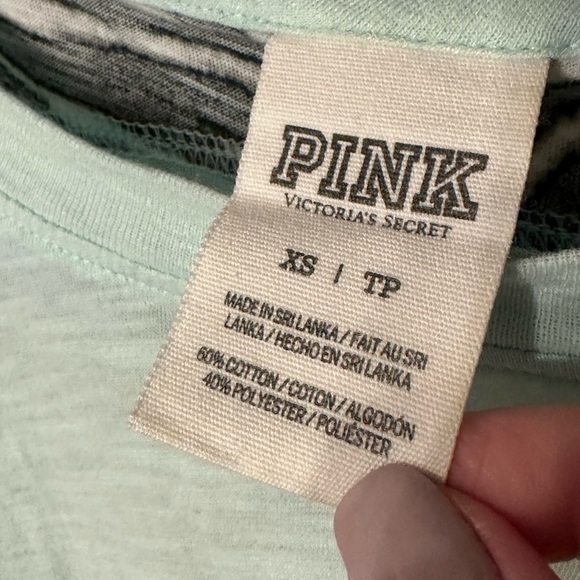 PINK
VICTORIA'S SECRET
XS | TP
MADE IN SRI LANKA / FAIT AU SRI
LANKA / HECHO EN SRI LANKA
60% COTTON / COTON / ALGODÓN
40% POLYESTER / POLIÉSTER